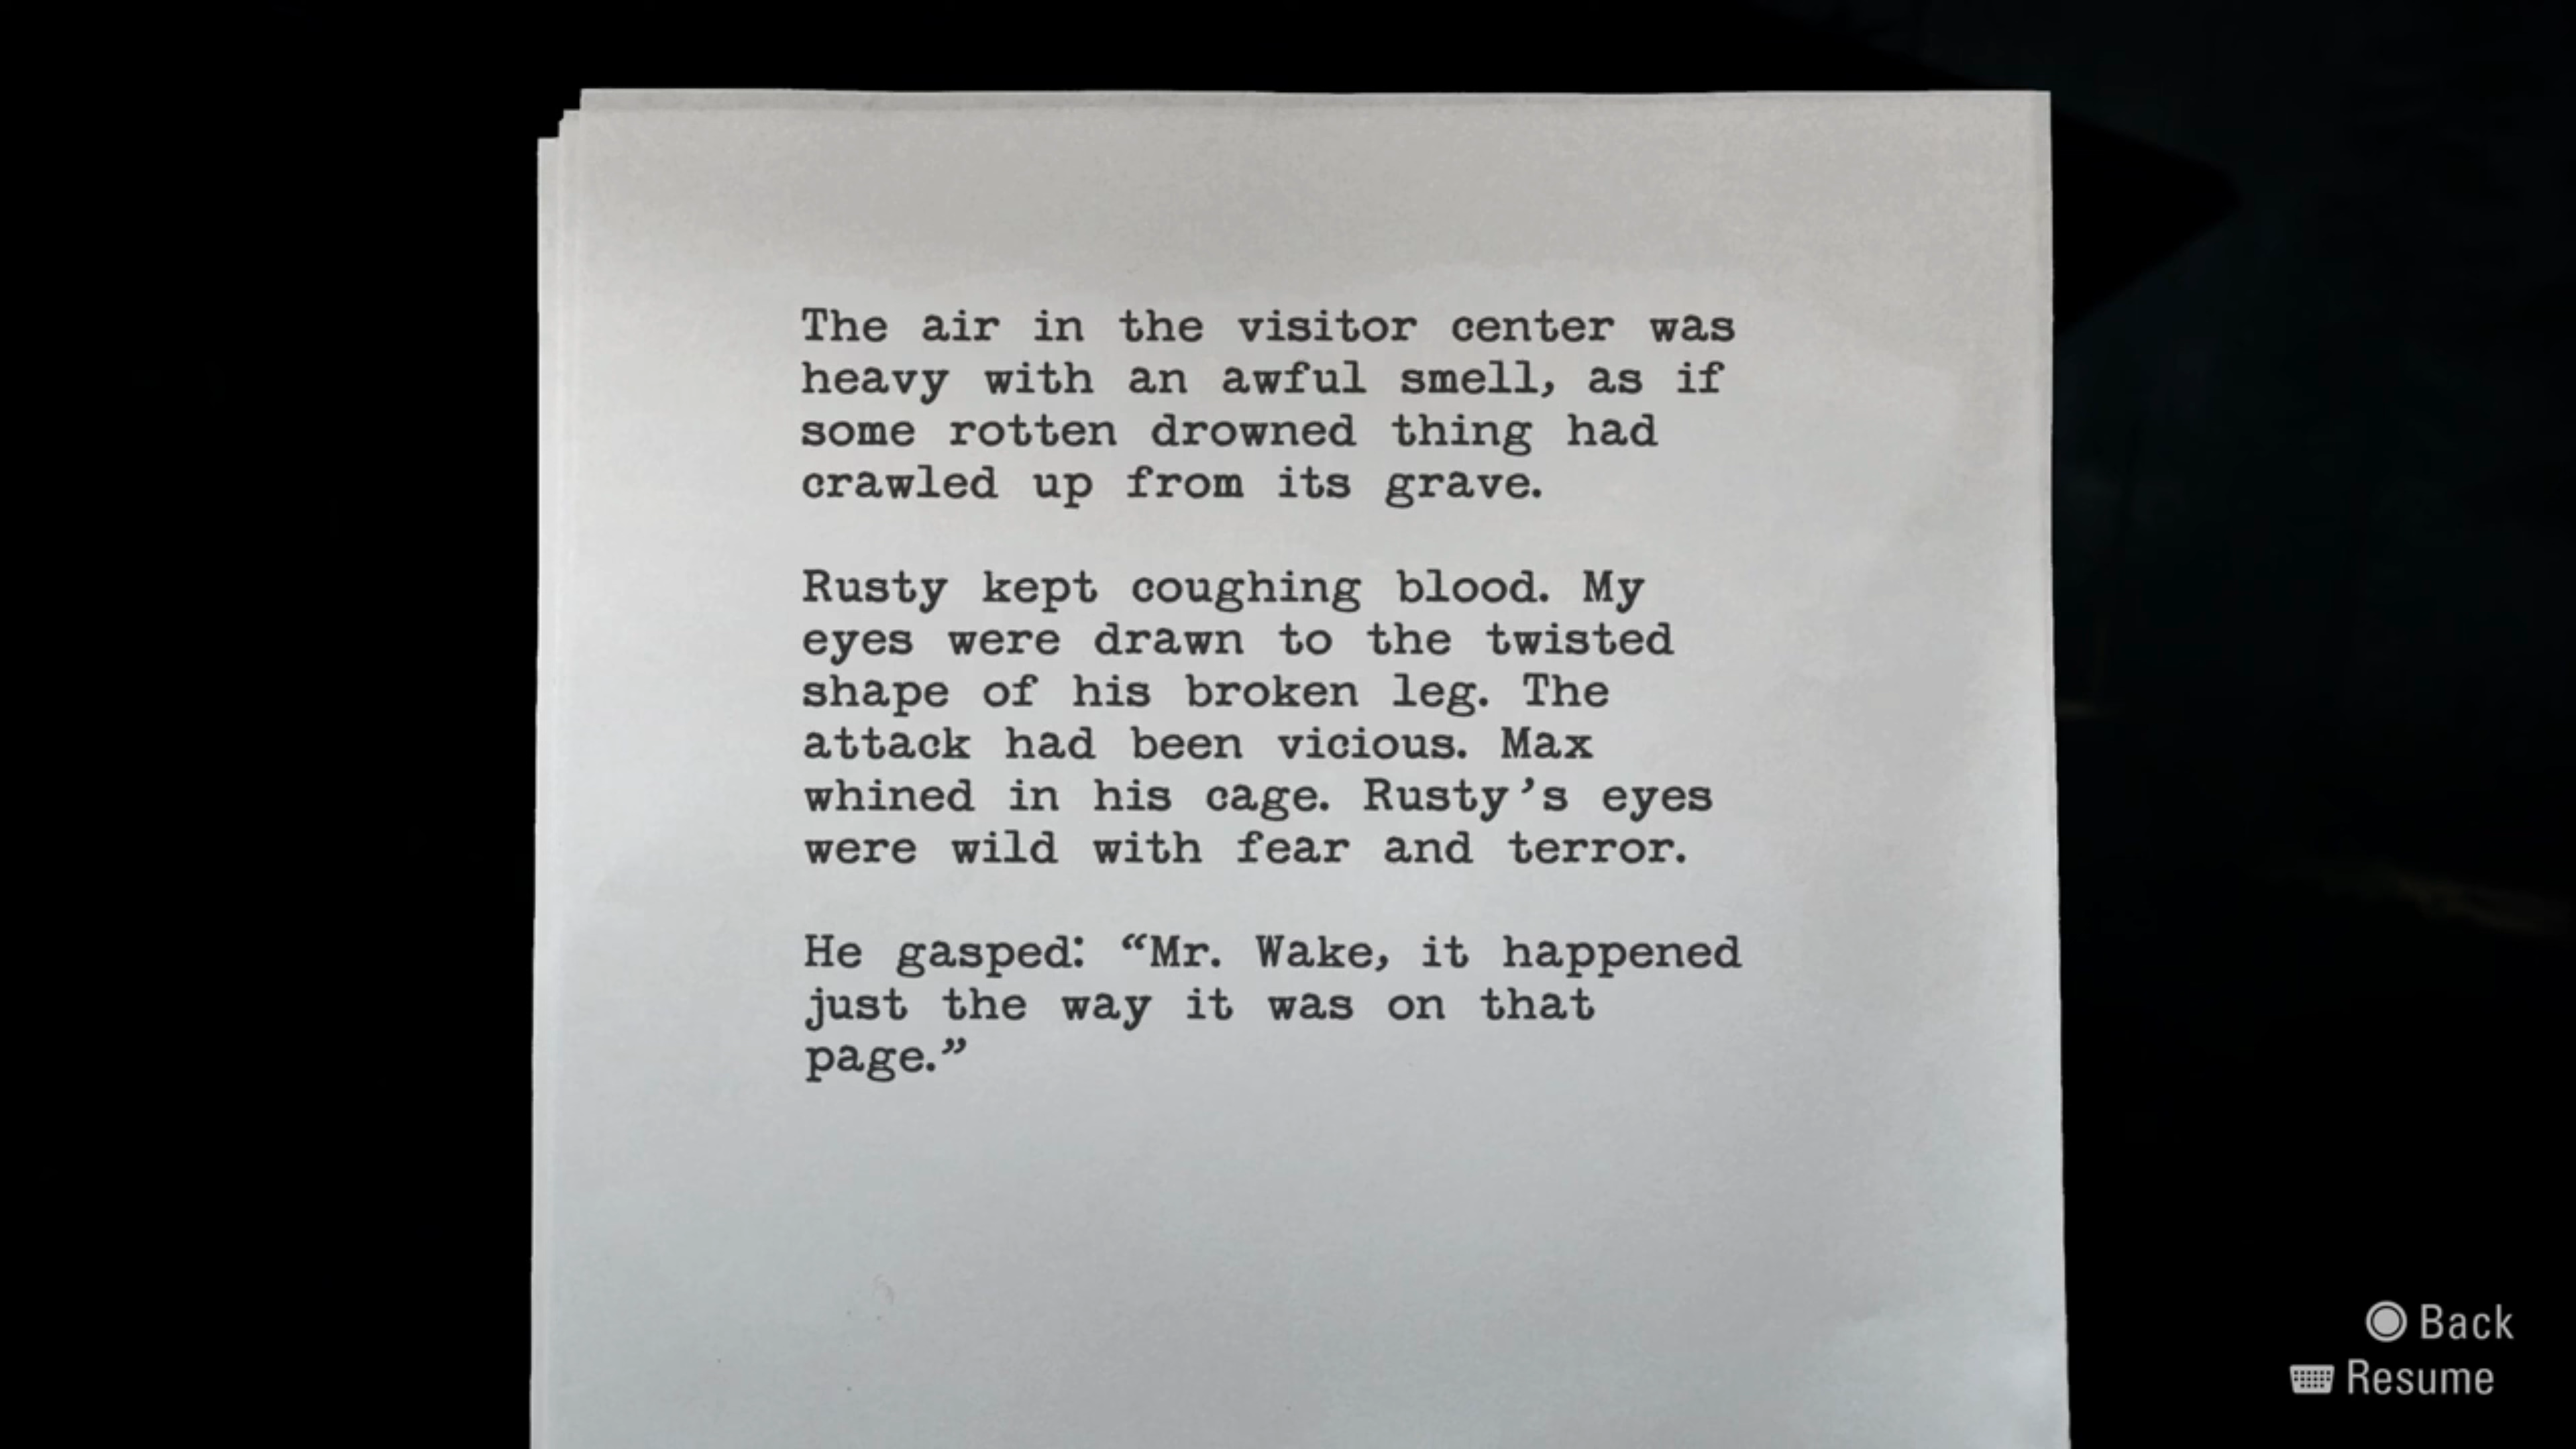 The air in the visitor center was
heavy with an awful smell, as if
some rotten drowned thing had
crawled up from its grave.
Rusty kept coughing blood. My
eyes were drawn to the twisted
shape of his broken leg. The
attack had been vicious. Max
whined in his cage. Rusty’s eyes
were wild with fear and terror.
He gasped: “Mr. Wake, it happened
just the way it was on that
page.”
Back
Resume